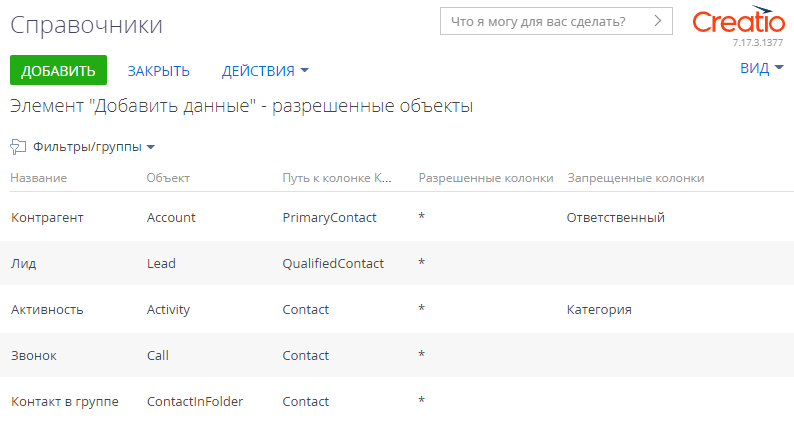 Справочники
Что я могу для вас сделать?
Creatio
7.17.3.1377
ДОБАВИТЬ ЗАКРЫТЬ ДЕЙСТВИЯ ВИД
Элемент "Добавить данные" - разрешенные объекты
Фильтры/группы
Название Объект Путь к колонке К... Разрешенные колонки Запрещенные колонки
Контрагент Account PrimaryContact * Ответственный
Лид Lead QualifiedContact *
Активность Activity Contact * Категория
Звонок Call Contact *
Контакт в группе ContactInFolder Contact *